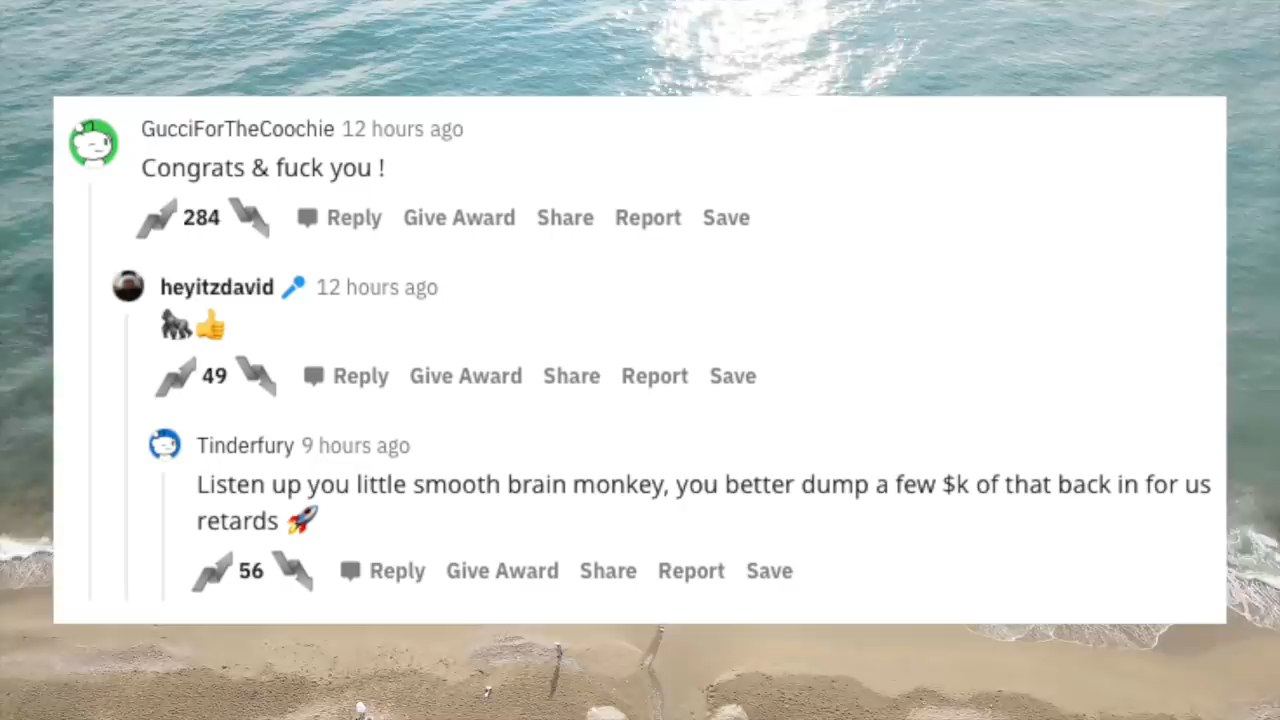 GucciForTheCoochie 12 hours ago
Congrats & fuck you !
284 Reply Give Award Share Report Save
heyitzdavid 🎤 12 hours ago
🦍👍
49 Reply Give Award Share Report Save
Tinderfury 9 hours ago
Listen up you little smooth brain monkey, you better dump a few $k of that back in for us
retards 🚀
56 Reply Give Award Share Report Save